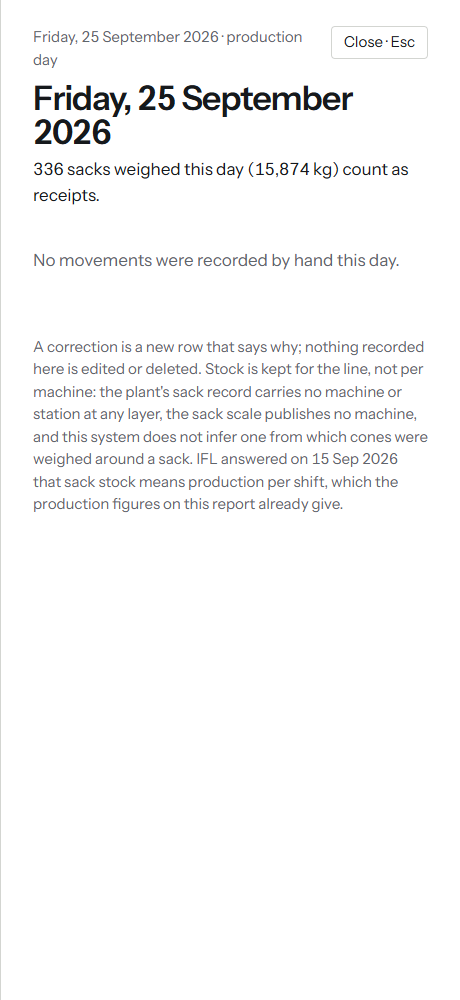 Friday, 25 September 2026 · production
day
Close · Esc
Friday, 25 September
2026
336 sacks weighed this day (15,874 kg) count as
receipts.
No movements were recorded by hand this day.
A correction is a new row that says why; nothing recorded
here is edited or deleted. Stock is kept for the line, not per
machine: the plant's sack record carries no machine or
station at any layer, the sack scale publishes no machine,
and this system does not infer one from which cones were
weighed around a sack. IFL answered on 15 Sep 2026
that sack stock means production per shift, which the
production figures on this report already give.